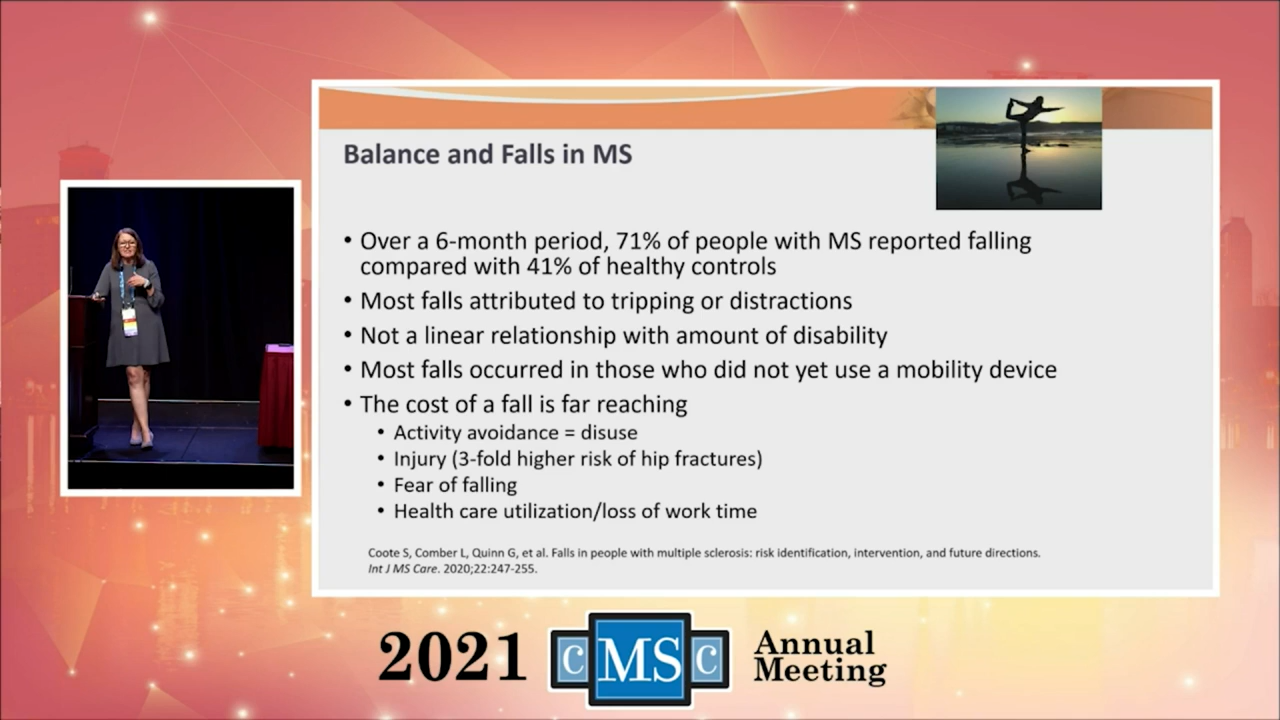 Balance and Falls in MS
• Over a 6-month period, 71% of people with MS reported falling
compared with 41% of healthy controls
• Most falls attributed to tripping or distractions
• Not a linear relationship with amount of disability
• Most falls occurred in those who did not yet use a mobility device
• The cost of a fall is far reaching
• Activity avoidance = disuse
• Injury (3-fold higher risk of hip fractures)
• Fear of falling
• Health care utilization/loss of work time
Coote S, Comber L, Quinn G, et al. Falls in people with multiple sclerosis: risk identification, intervention, and future directions.
Int J MS Care. 2020;22:247-255.
2021 CMSC Annual
Meeting